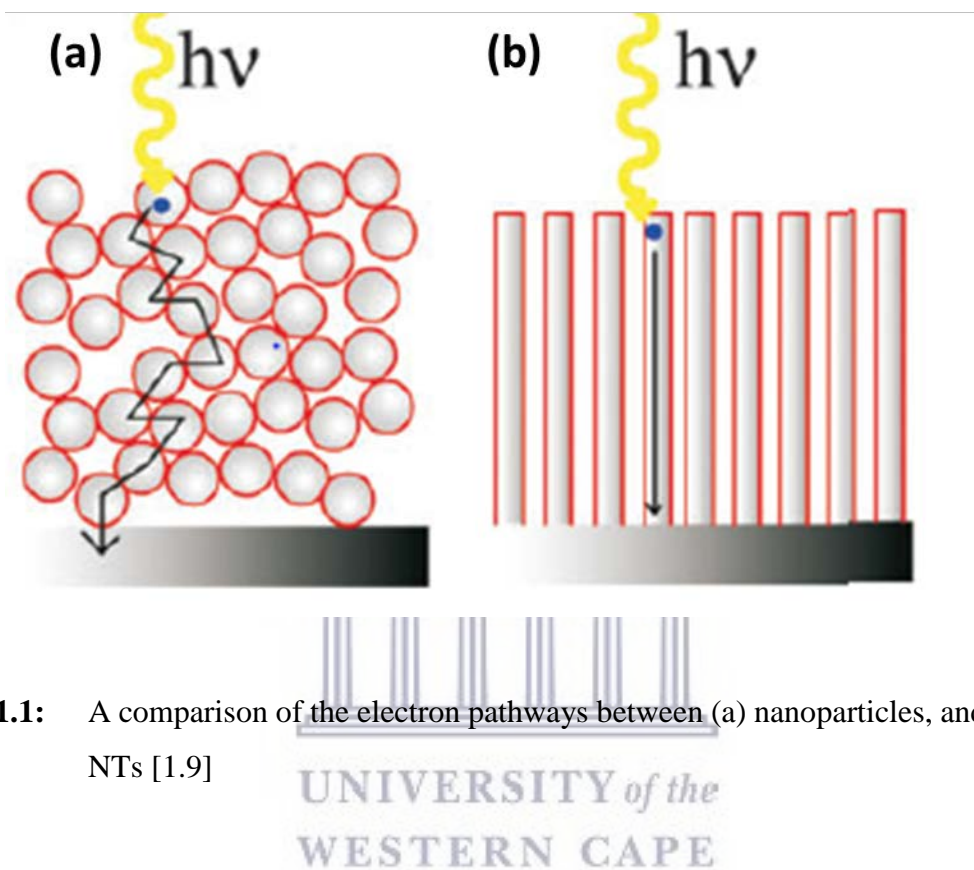 (a) hν (b) hν
1.1: A comparison of the electron pathways between (a) nanoparticles, and
NTs [1.9]
UNIVERSITY of the
WESTERN CAPE